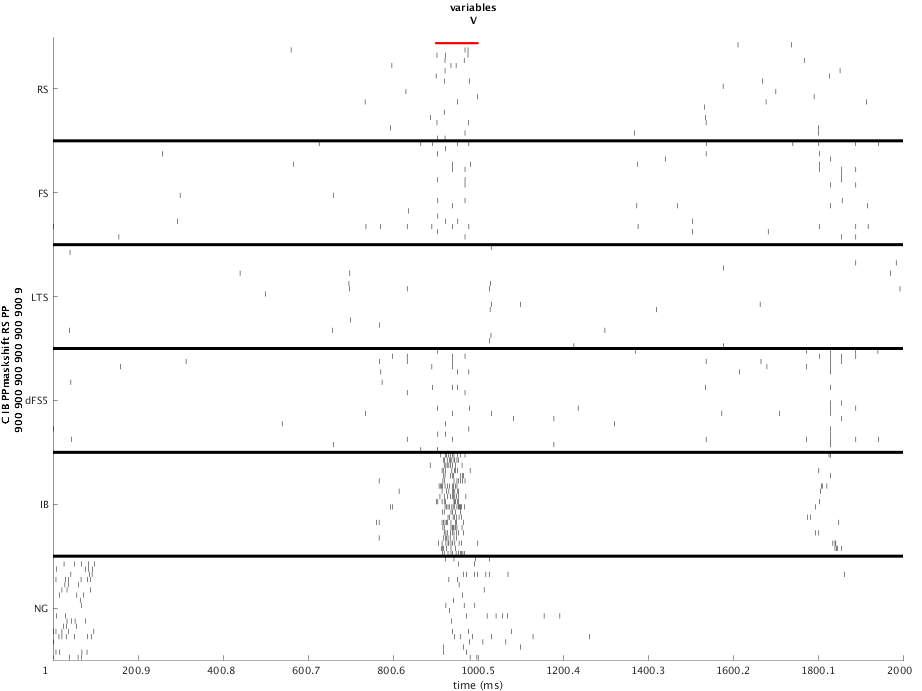 variables
V
RS
FS
LTS
dFS5
IB
NG
C IB PPmaskshift RS PP
900 900 900 900 900 900 900 9
1
200.9
400.8
600.7
800.6
1000.5
1200.4
1400.3
1600.2
1800.1
2000
time (ms)